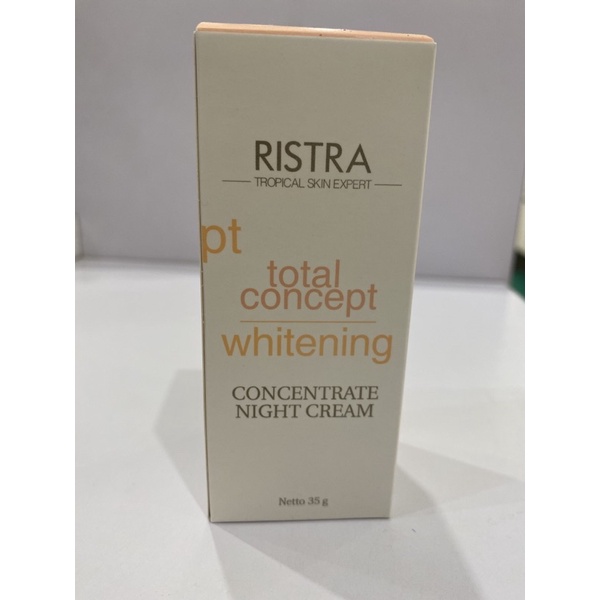 RISTRA
TROPICAL SKIN EXPERT
pt
total
concept
whitening
CONCENTRATE
NIGHT CREAM
Netto 35 g